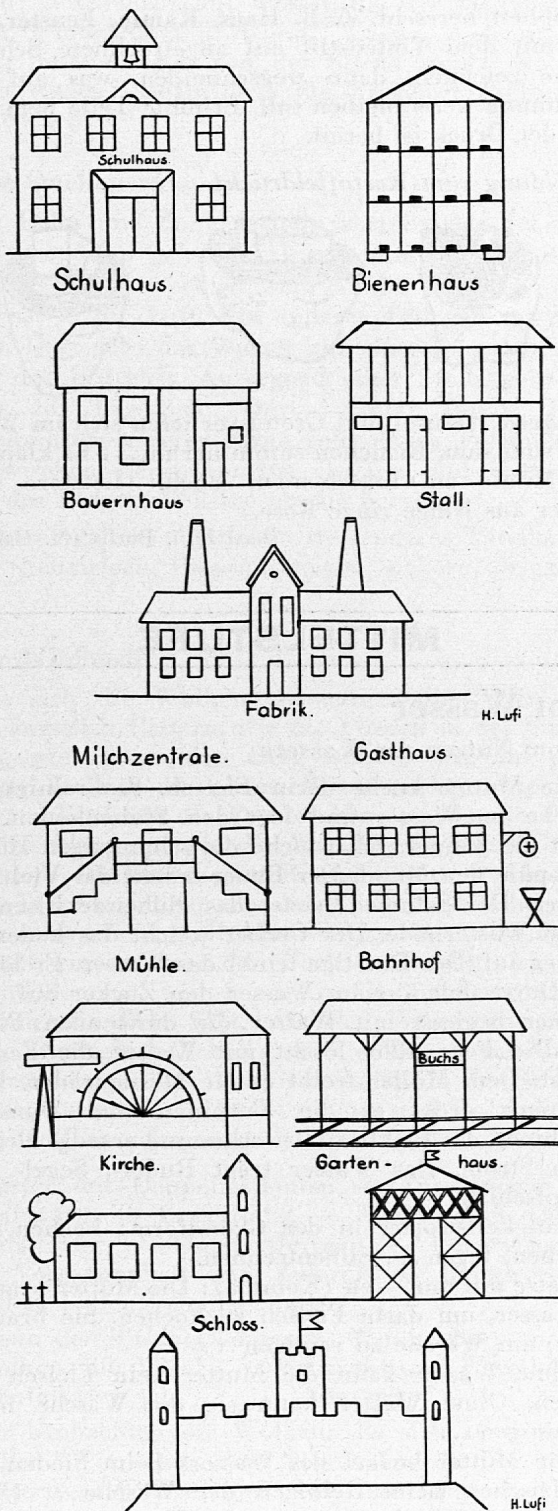 Schulhaus.
Schulhaus. Bienenhaus
Bauernhaus Stall.
Fabrik. H. Lufi
Milchzentrale. Gasthaus.
Mühle. Bahnhof
Buchs
Kirche. Garten- haus.
Schloss.
H. Lufi